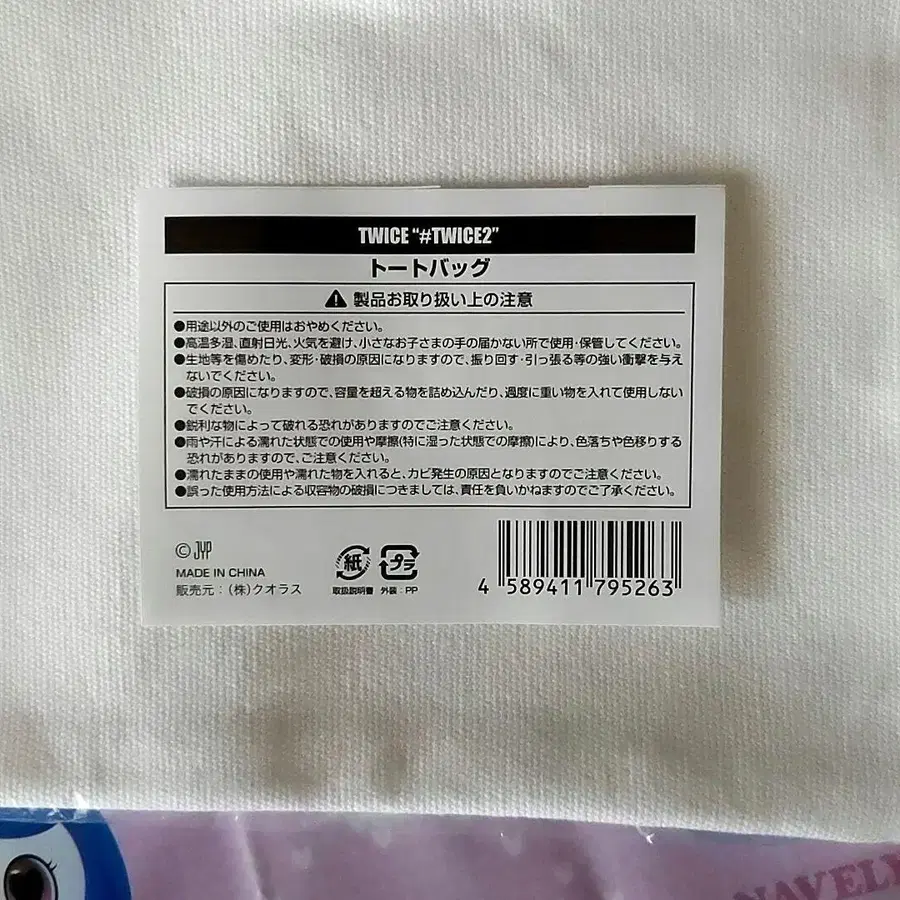 TWICE “#TWICE2”
トートバッグ
製品お取り扱い上の注意
●用途以外のご使用はおやめください。
●高温多湿、直射日光、火気を避け、小さなお子さまの手の届かない所で使用・保管してください。
●生地等を傷めたり、変形・破損の原因になりますので、振り回す・引っ張る等の強い衝撃を与え
ないでください。
●破損の原因になりますので、容量を超える物を詰め込んだり、過度に重い物を入れて使用しない
でください。
●鋭利な物によって破れる恐れがありますのでご注意ください。
●雨や汗による濡れた状態での使用や摩擦(特に湿った状態での摩擦)により、色落ちや色移りする
恐れがありますので、ご注意ください。
●濡れたままの使用や濡れた物を入れると、カビ発生の原因となりますのでご注意ください。
●誤った使用方法による収容物の破損につきましては、責任を負いかねますのでご了承ください。
© JYP
MADE IN CHINA
販売元：(株)クオラス
紙
取扱説明書
プラ
外装：PP
4 589411 795263
NAVELY